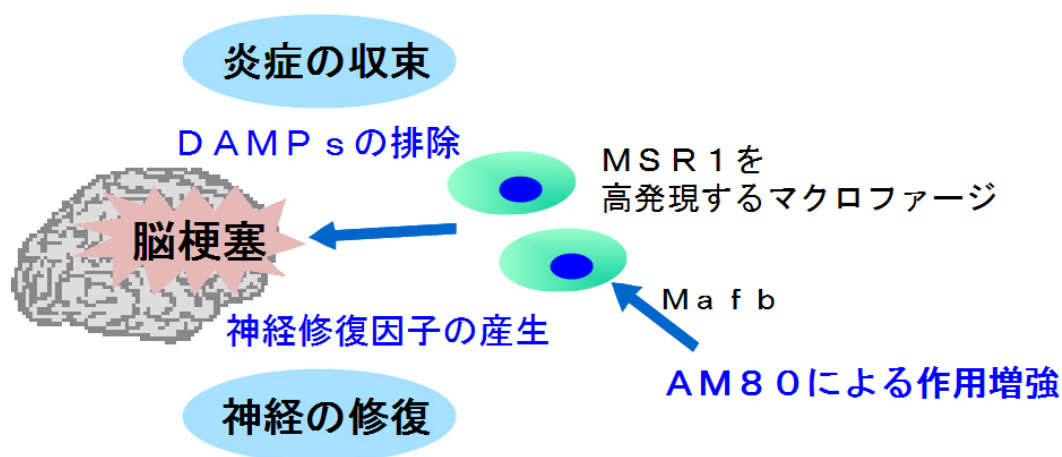 炎症の収束
DAMPsの排除
MSR1を
高発現するマクロファージ
脳梗塞
Mafb
神経修復因子の産生
AM80による作用増強
神経の修復